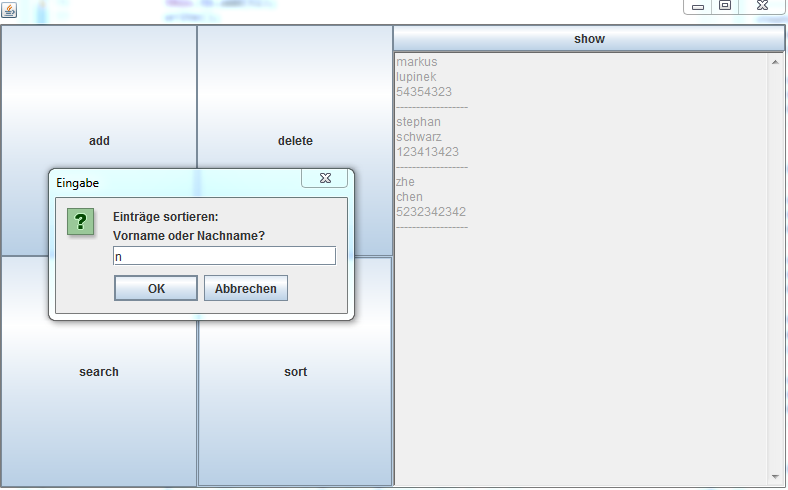 show
add
delete
search
sort
Eingabe
?
Einträge sortieren:
Vorname oder Nachname?
n
OK Abbrechen
markus
lupinek
54354323
--------------------
stephan
schwarz
123413423
--------------------
zhe
chen
5232342342
--------------------